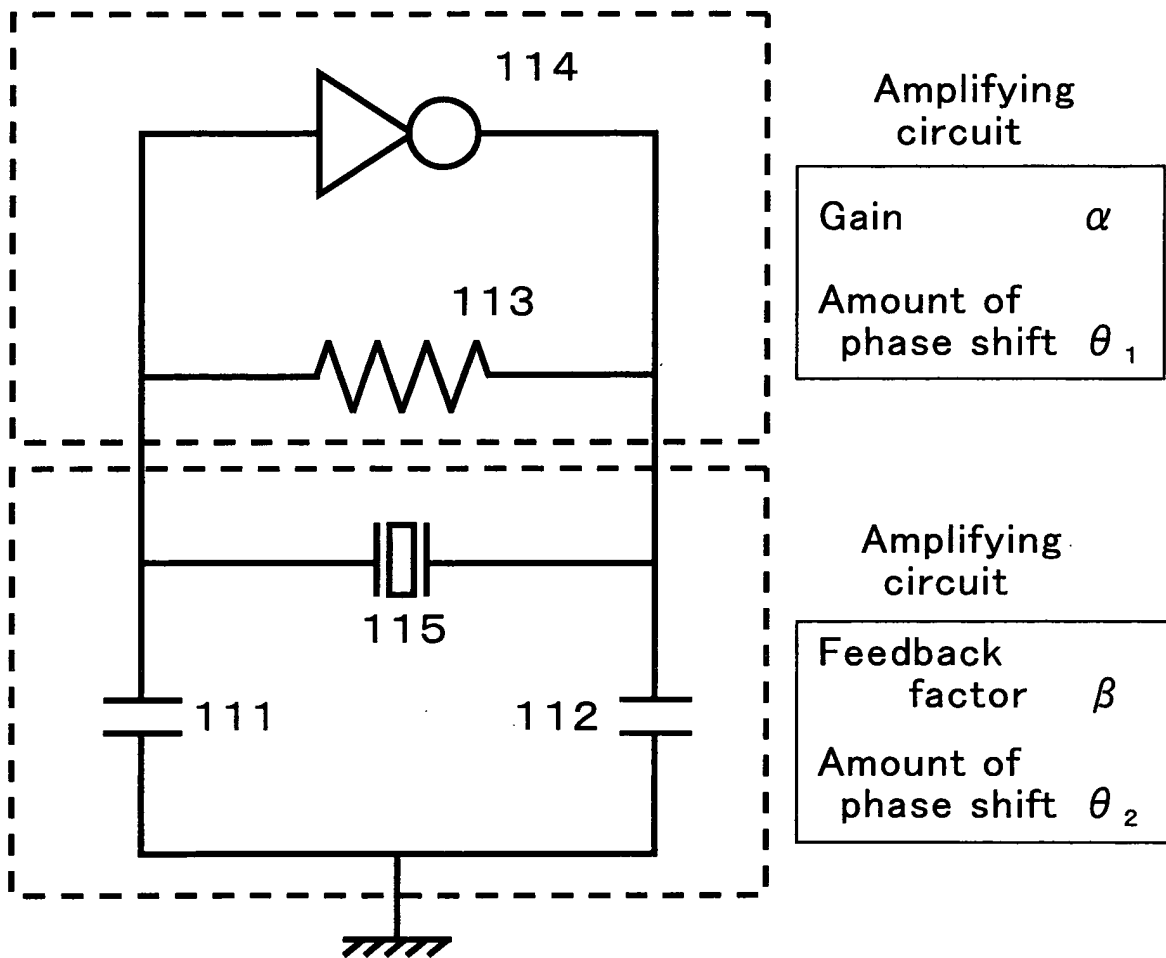 114
Amplifying
circuit
Gain α
Amount of
phase shift θ1
113
Amplifying
circuit
115
Feedback
factor β
111
112
Amount of
phase shift θ2